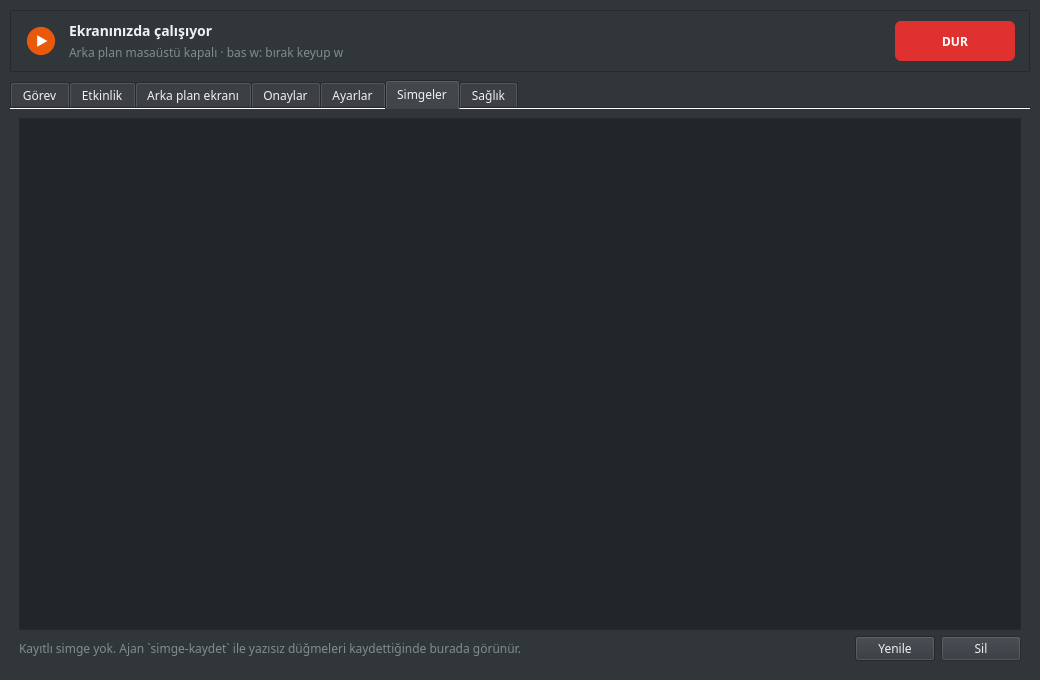 Ekranınızda çalışıyor
Arka plan masaüstü kapalı · bas w: bırak keyup w
DUR
Görev
Etkinlik
Arka plan ekranı
Onaylar
Ayarlar
Simgeler
Sağlık
Kayıtlı simge yok. Ajan `simge-kaydet` ile yazısız düğmeleri kaydettiğinde burada görünür.
Yenile
Sil